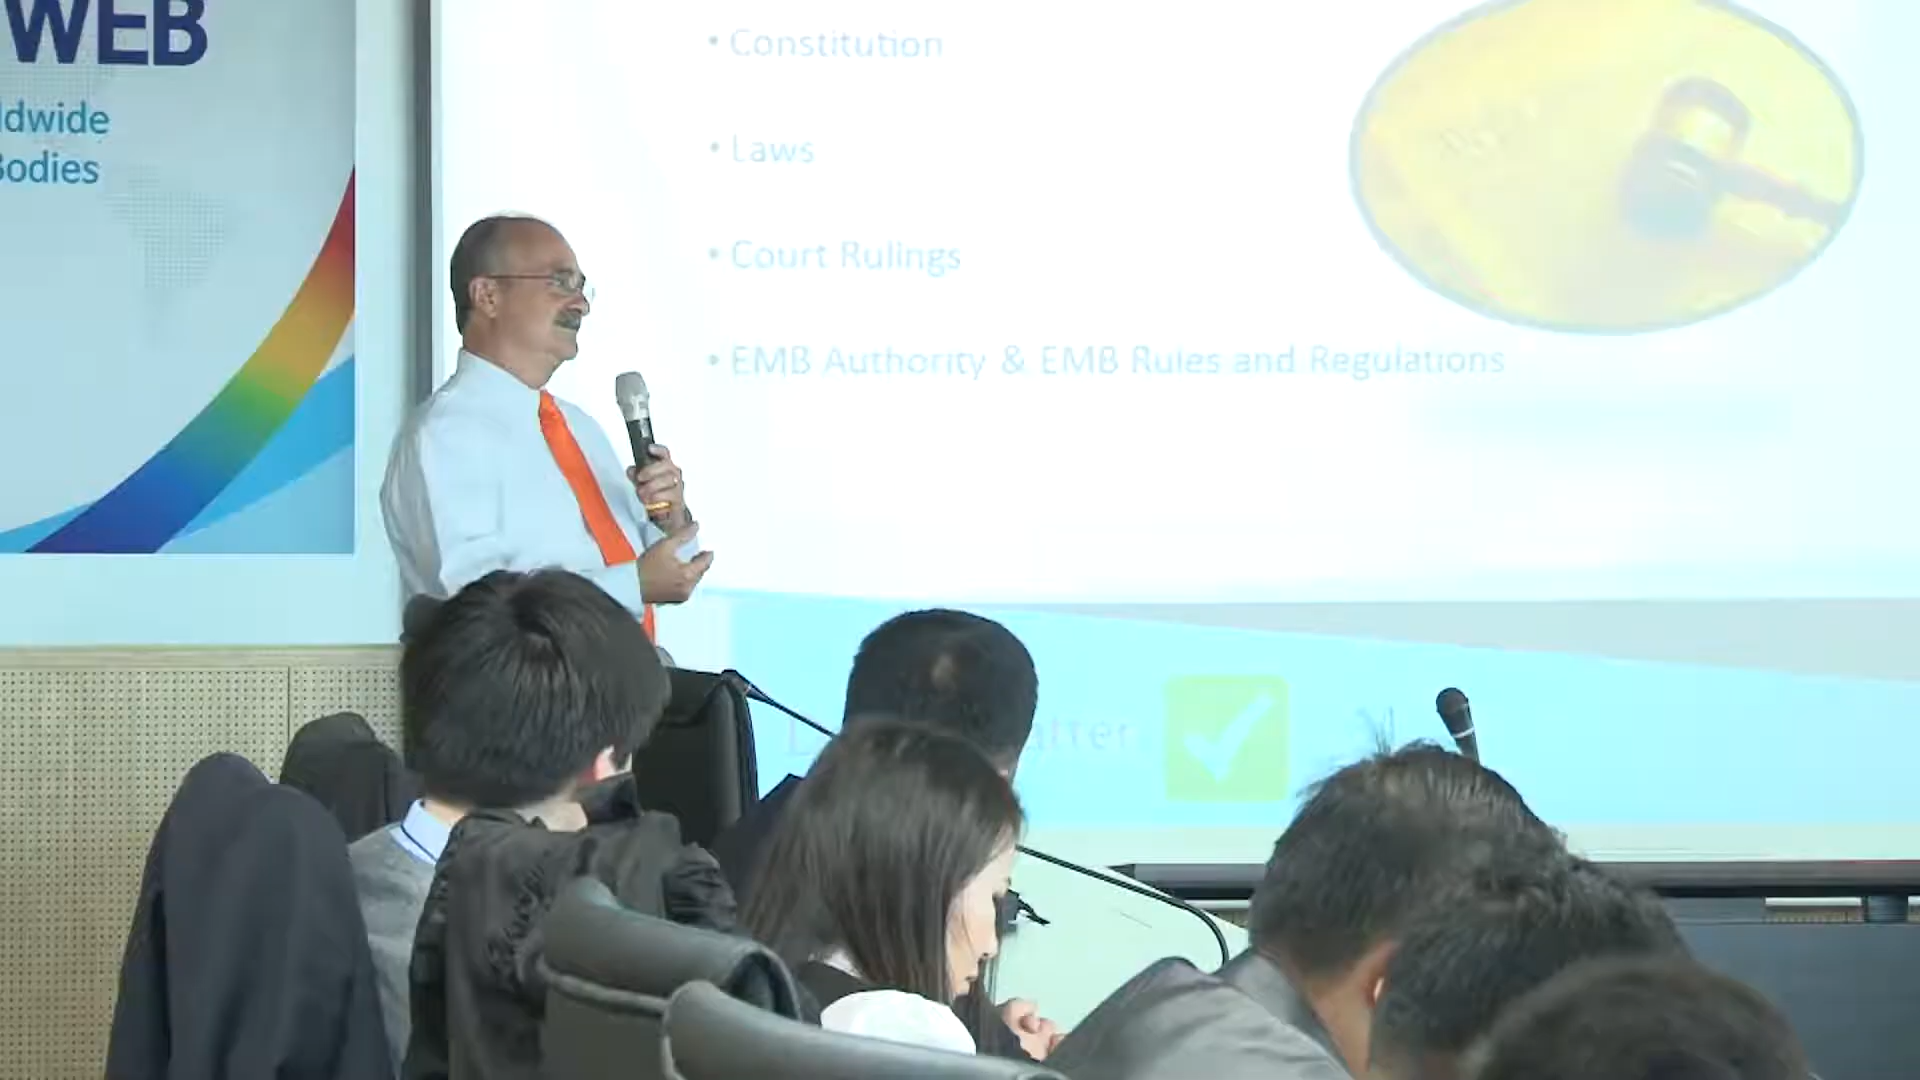 WEB
ldwide
Bodies
• Constitution
• Laws
• Court Rulings
• EMB Authority & EMB Rules and Regulations